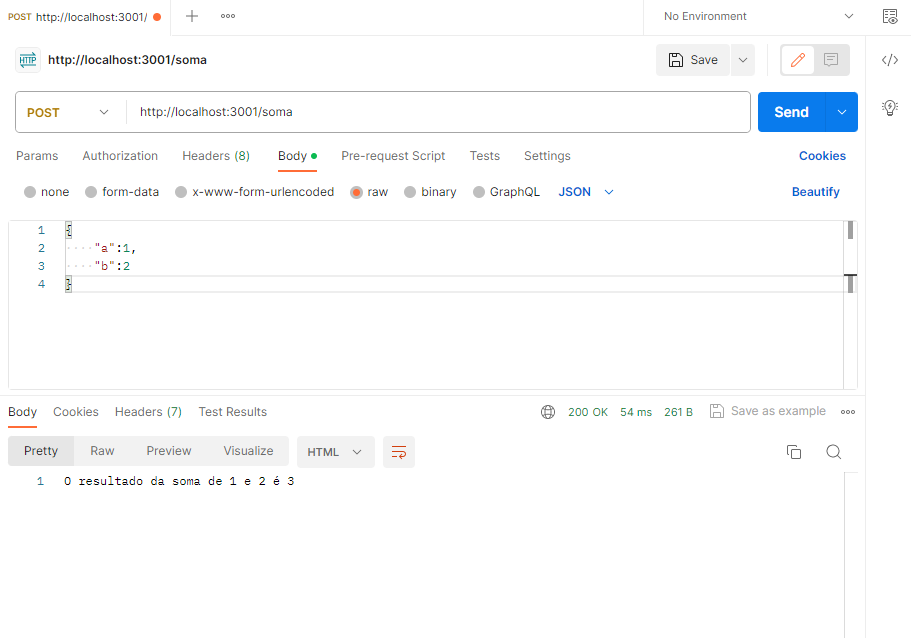 POST http://localhost:3001/
No Environment
HTTP http://localhost:3001/soma
Save
POST http://localhost:3001/soma
Send
Params Authorization Headers (8) Body Pre-request Script Tests Settings Cookies
none form-data x-www-form-urlencoded raw binary GraphQL JSON Beautify
1 {
2 "a":1,
3 "b":2
4 }
Body Cookies Headers (7) Test Results 200 OK 54 ms 261 B Save as example
Pretty Raw Preview Visualize HTML
1 O resultado da soma de 1 e 2 é 3